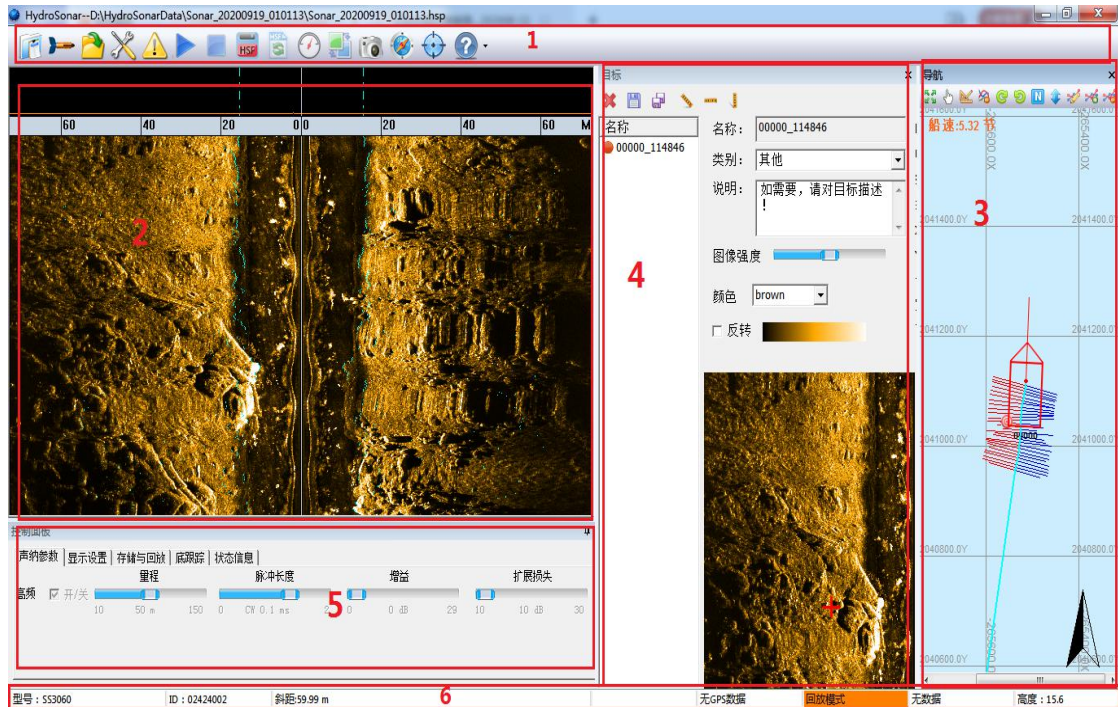 HydroSonar--D:\HydroSonarData\Sonar_20200919_010113\Sonar_20200919_010113.hsp
HSP
1
60 40 20 0 0 20 40 60 M
2
目标
名称
00000_114846
名称: 00000_114846
类别: 其他
说明: 如需要，请对目标描述
！
图像强度
颜色 brown
反转
4
导航
N
船速:5.32 节
3
2041400.0Y 2041400.0Y
2041200.0Y 2041200.0Y
2041000.0Y 2041000.0Y
2040800.0Y 2040800.0Y
2040600.0Y
控制面板
声纳参数 显示设置 存储与回放 底跟踪 状态信息
量程 脉冲长度 增益 扩展损失
高频 开/关
10 50 m 150 0 CW 0.1 ms 0 0 dB 29 10 10 dB 30
5
6
型号：SS3060 ID：02424002 斜距:59.99 m 无GPS数据 回放模式 无数据 高度：15.6